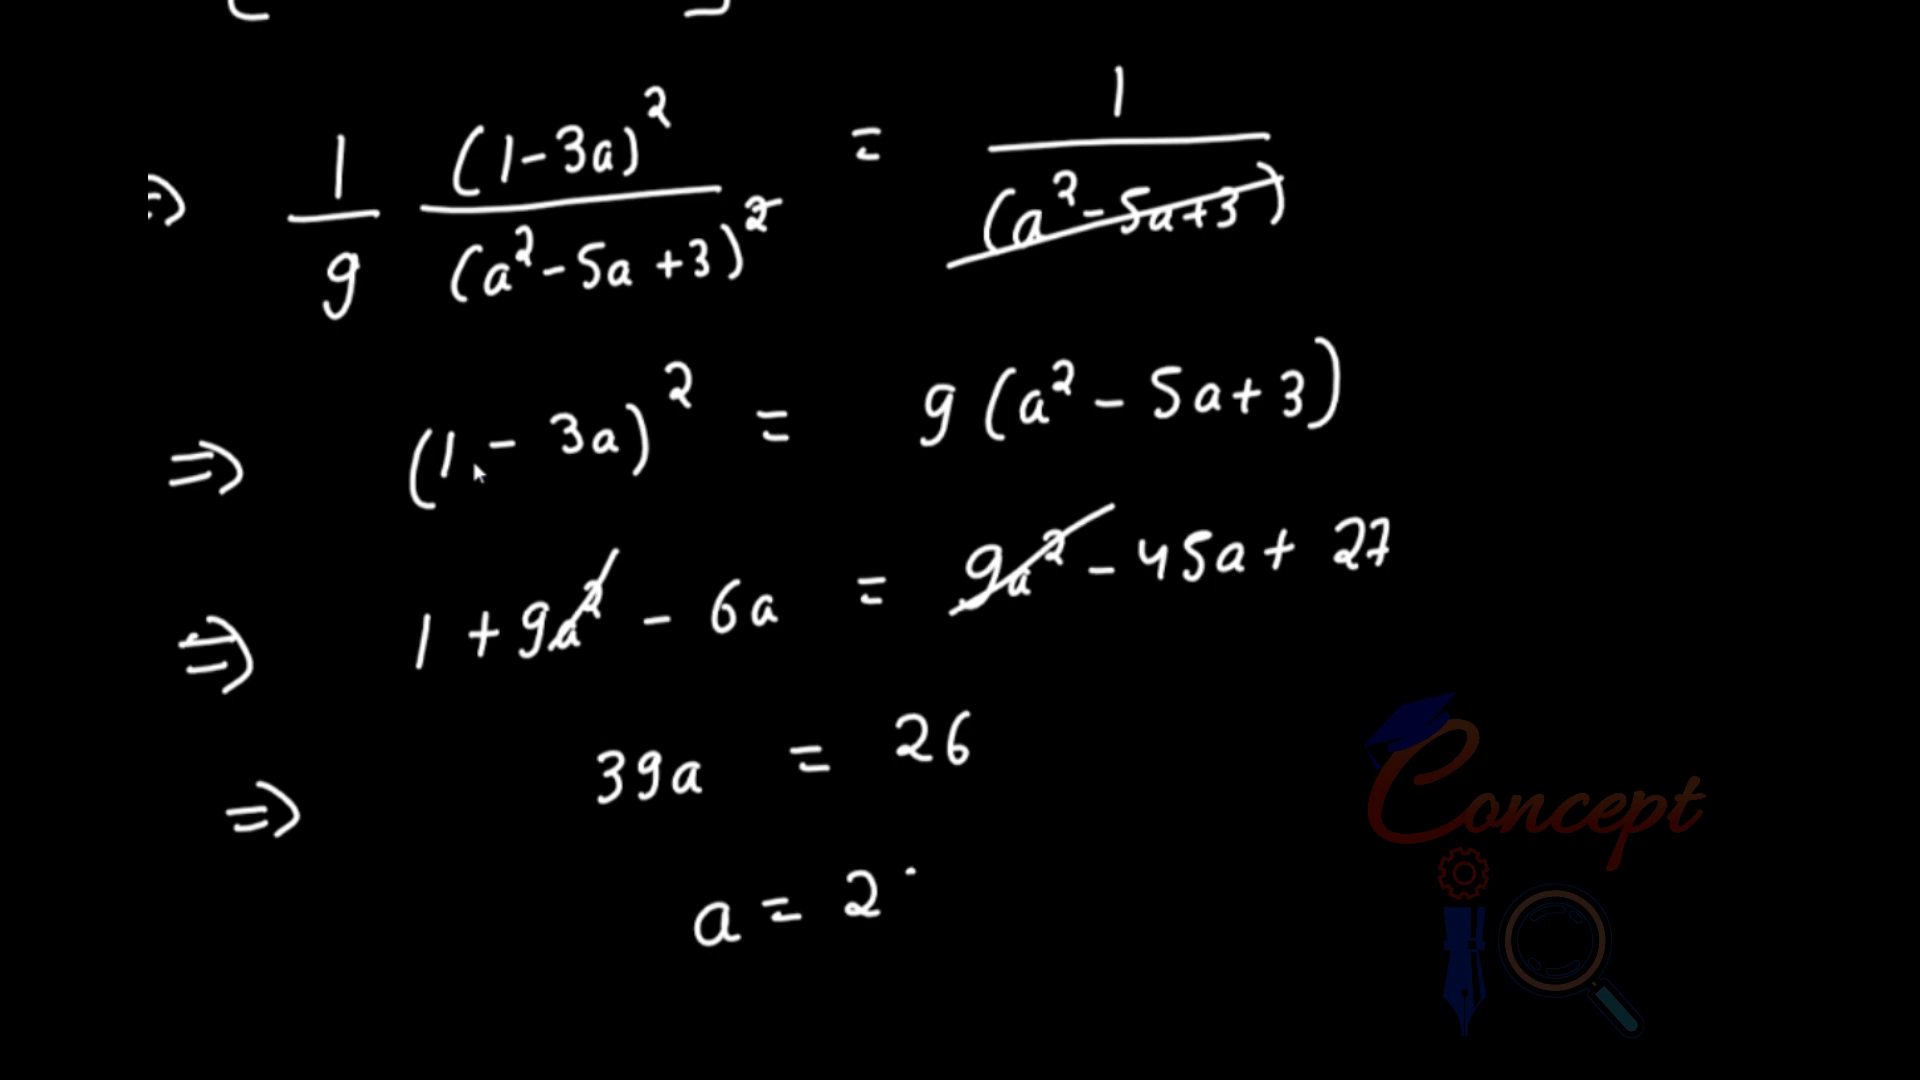 ⇒ 1/9 (1-3a)² / (a²-5a+3)² = 1 / (a²-5a+3)
⇒ (1 - 3a)² = 9 (a² - 5a + 3)
⇒ 1 + 9a² - 6a = 9a² - 45a + 27
⇒ 39a = 26
a = 2
Concept